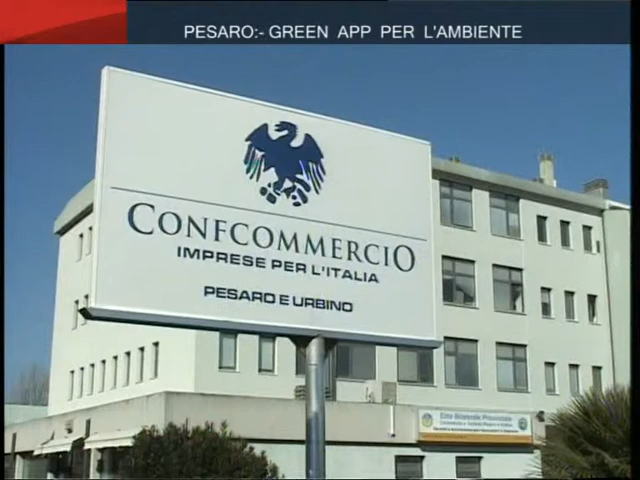 PESARO:- GREEN APP PER L'AMBIENTE
CONFCOMMERCIO
IMPRESE PER L'ITALIA
PESARO E URBINO
Ente Bilaterale Provinciale